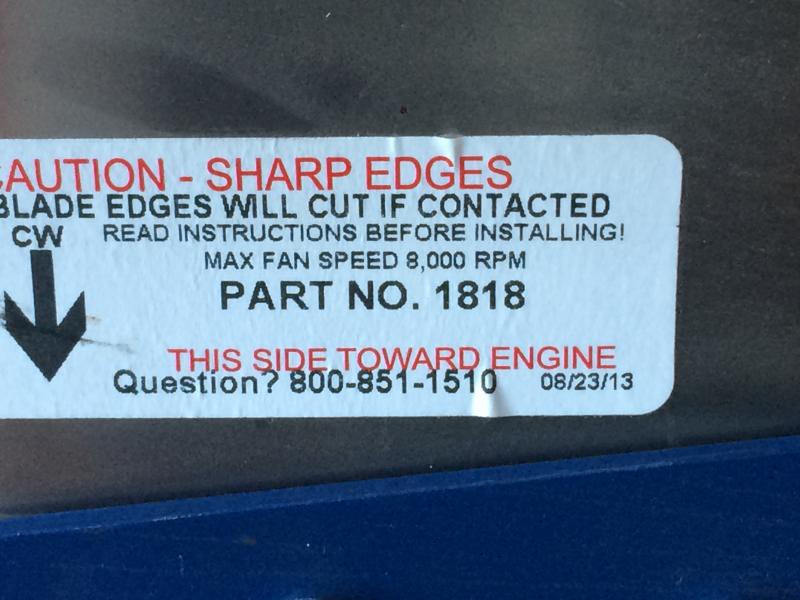 CAUTION - SHARP EDGES
BLADE EDGES WILL CUT IF CONTACTED
CW READ INSTRUCTIONS BEFORE INSTALLING!
MAX FAN SPEED 8,000 RPM
PART NO. 1818
THIS SIDE TOWARD ENGINE
Question? 800-851-1510 08/23/13